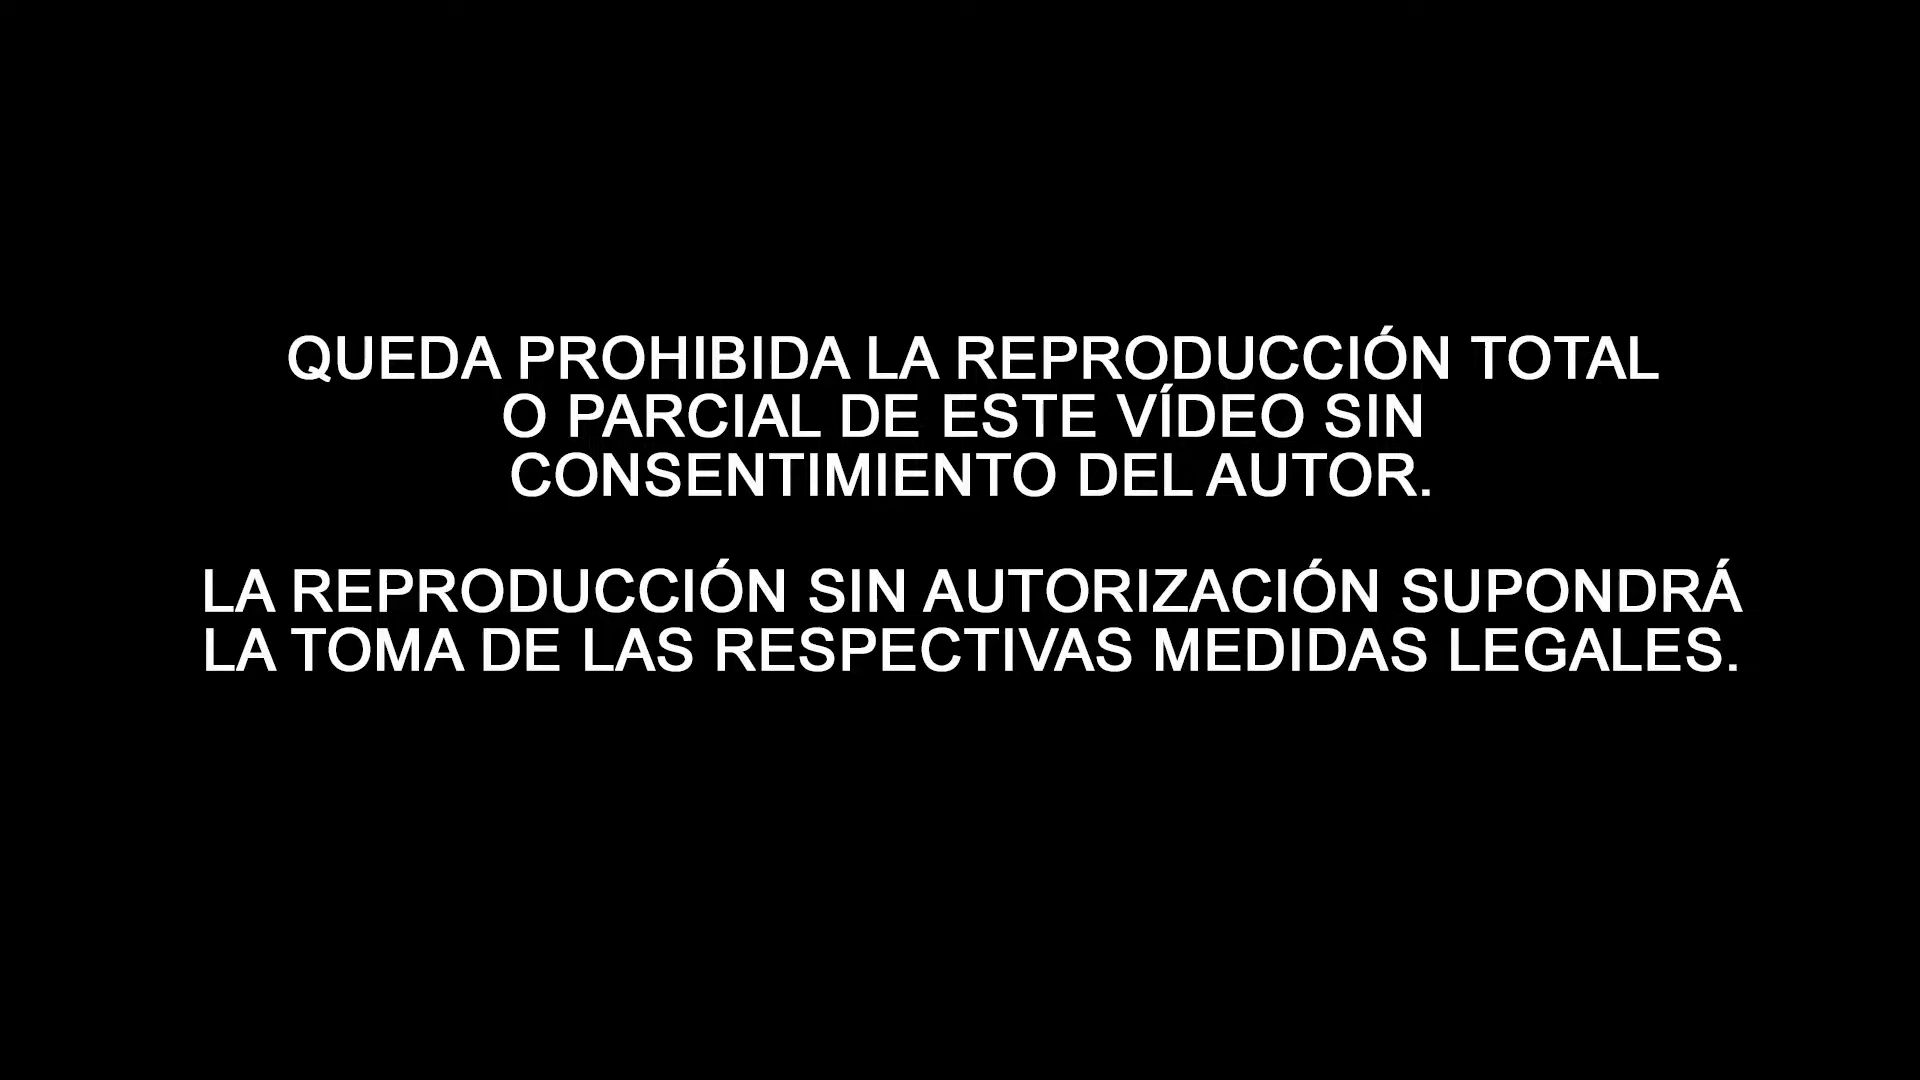 QUEDA PROHIBIDA LA REPRODUCCIÓN TOTAL
O PARCIAL DE ESTE VÍDEO SIN
CONSENTIMIENTO DEL AUTOR.
LA REPRODUCCIÓN SIN AUTORIZACIÓN SUPONDRÁ
LA TOMA DE LAS RESPECTIVAS MEDIDAS LEGALES.